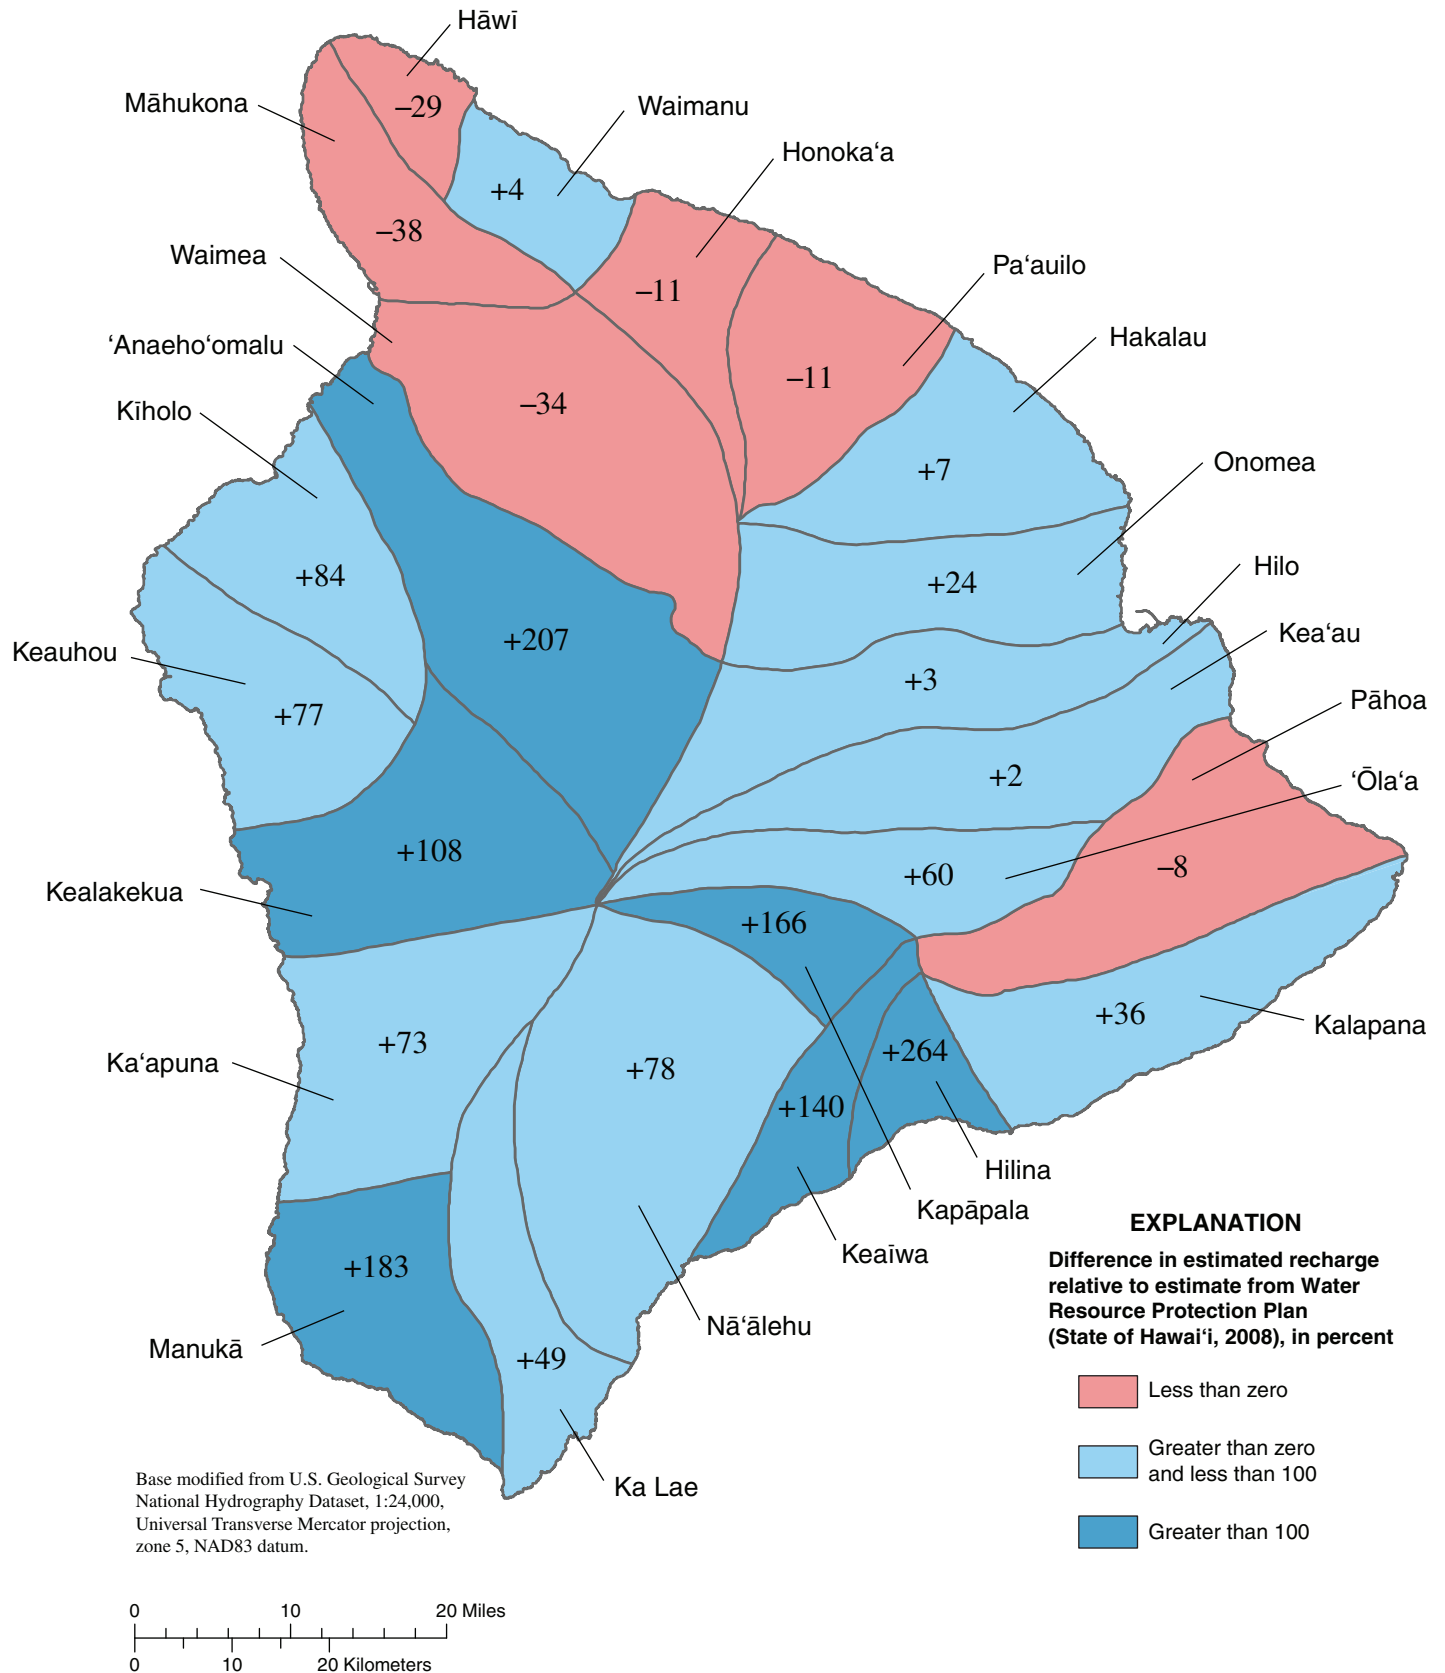 Hāwī
Māhukona
Waimanu
–29
Honokaʻa
+4
–38
Waimea
Paʻauilo
–11
ʻAnaehoʻomalu
Hakalau
–11
Kīholo
–34
+7
Onomea
+84
+24
Hilo
Keaʻau
+207
Keauhou
+3
Pāhoa
+77
+2
ʻŌlaʻa
+108
–8
+60
Kealakekua
+166
+36
Kalapana
+73
+264
Kaʻapuna
+78
+140
Hilina
Kapāpala
EXPLANATION
Keaīwa
Difference in estimated recharge
relative to estimate from Water
Resource Protection Plan
(State of Hawaiʻi, 2008), in percent
+183
Nāʻālehu
Manukā
+49
Less than zero
Greater than zero
and less than 100
Ka Lae
Greater than 100
Base modified from U.S. Geological Survey
National Hydrography Dataset, 1:24,000,
Universal Transverse Mercator projection,
zone 5, NAD83 datum.
0 10 20 Miles
0 10 20 Kilometers